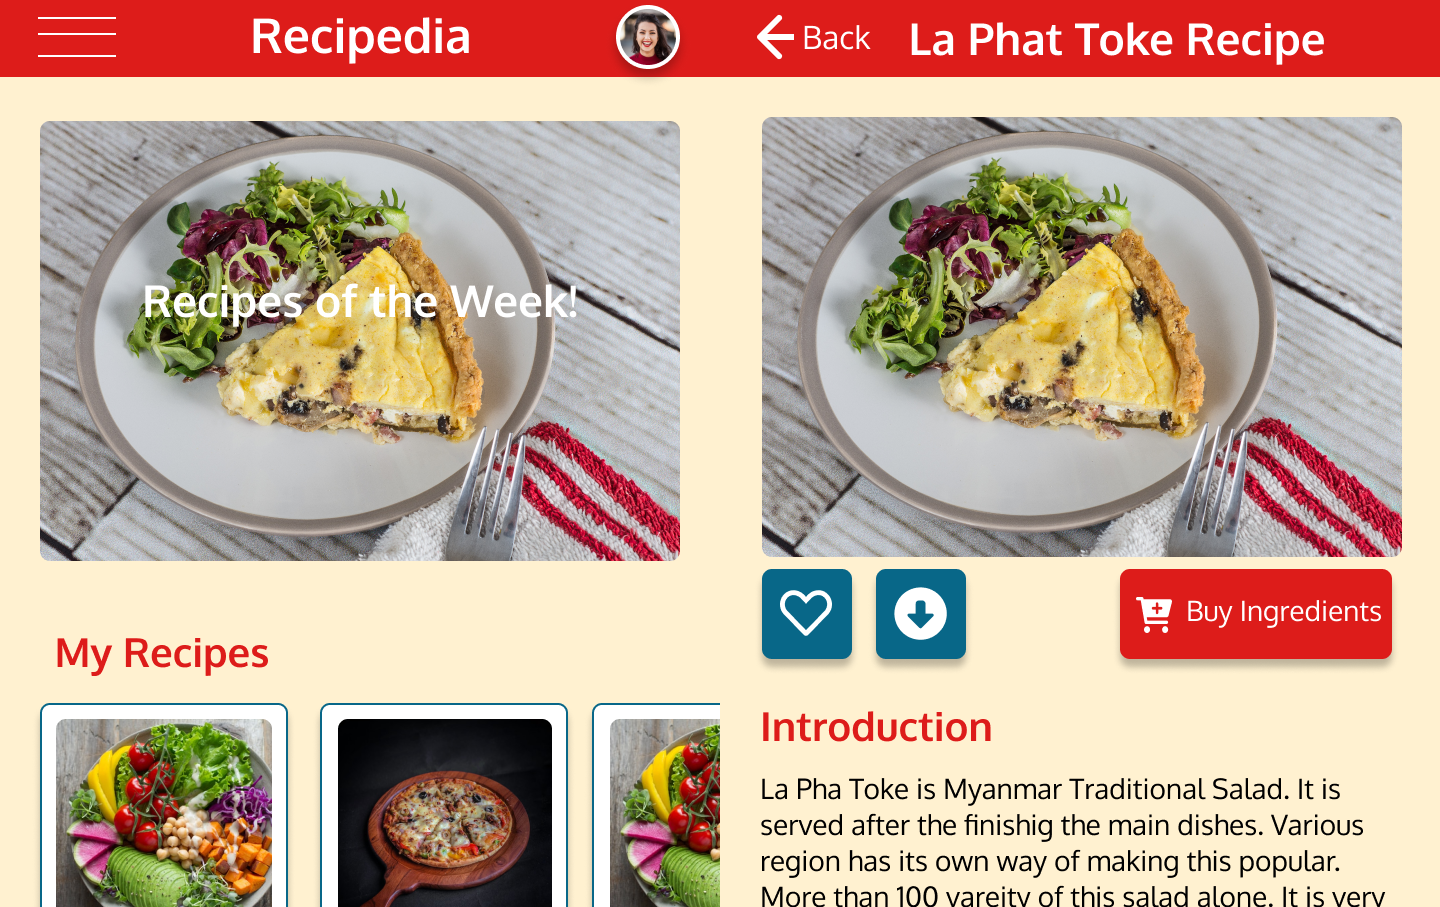 Recipedia
Recipes of the Week!
My Recipes
Back
La Phat Toke Recipe
Buy Ingredients
Introduction
La Pha Toke is Myanmar Traditional Salad. It is
served after the finishig the main dishes. Various
region has its own way of making this popular.
More than 100 vareity of this salad alone. It is very